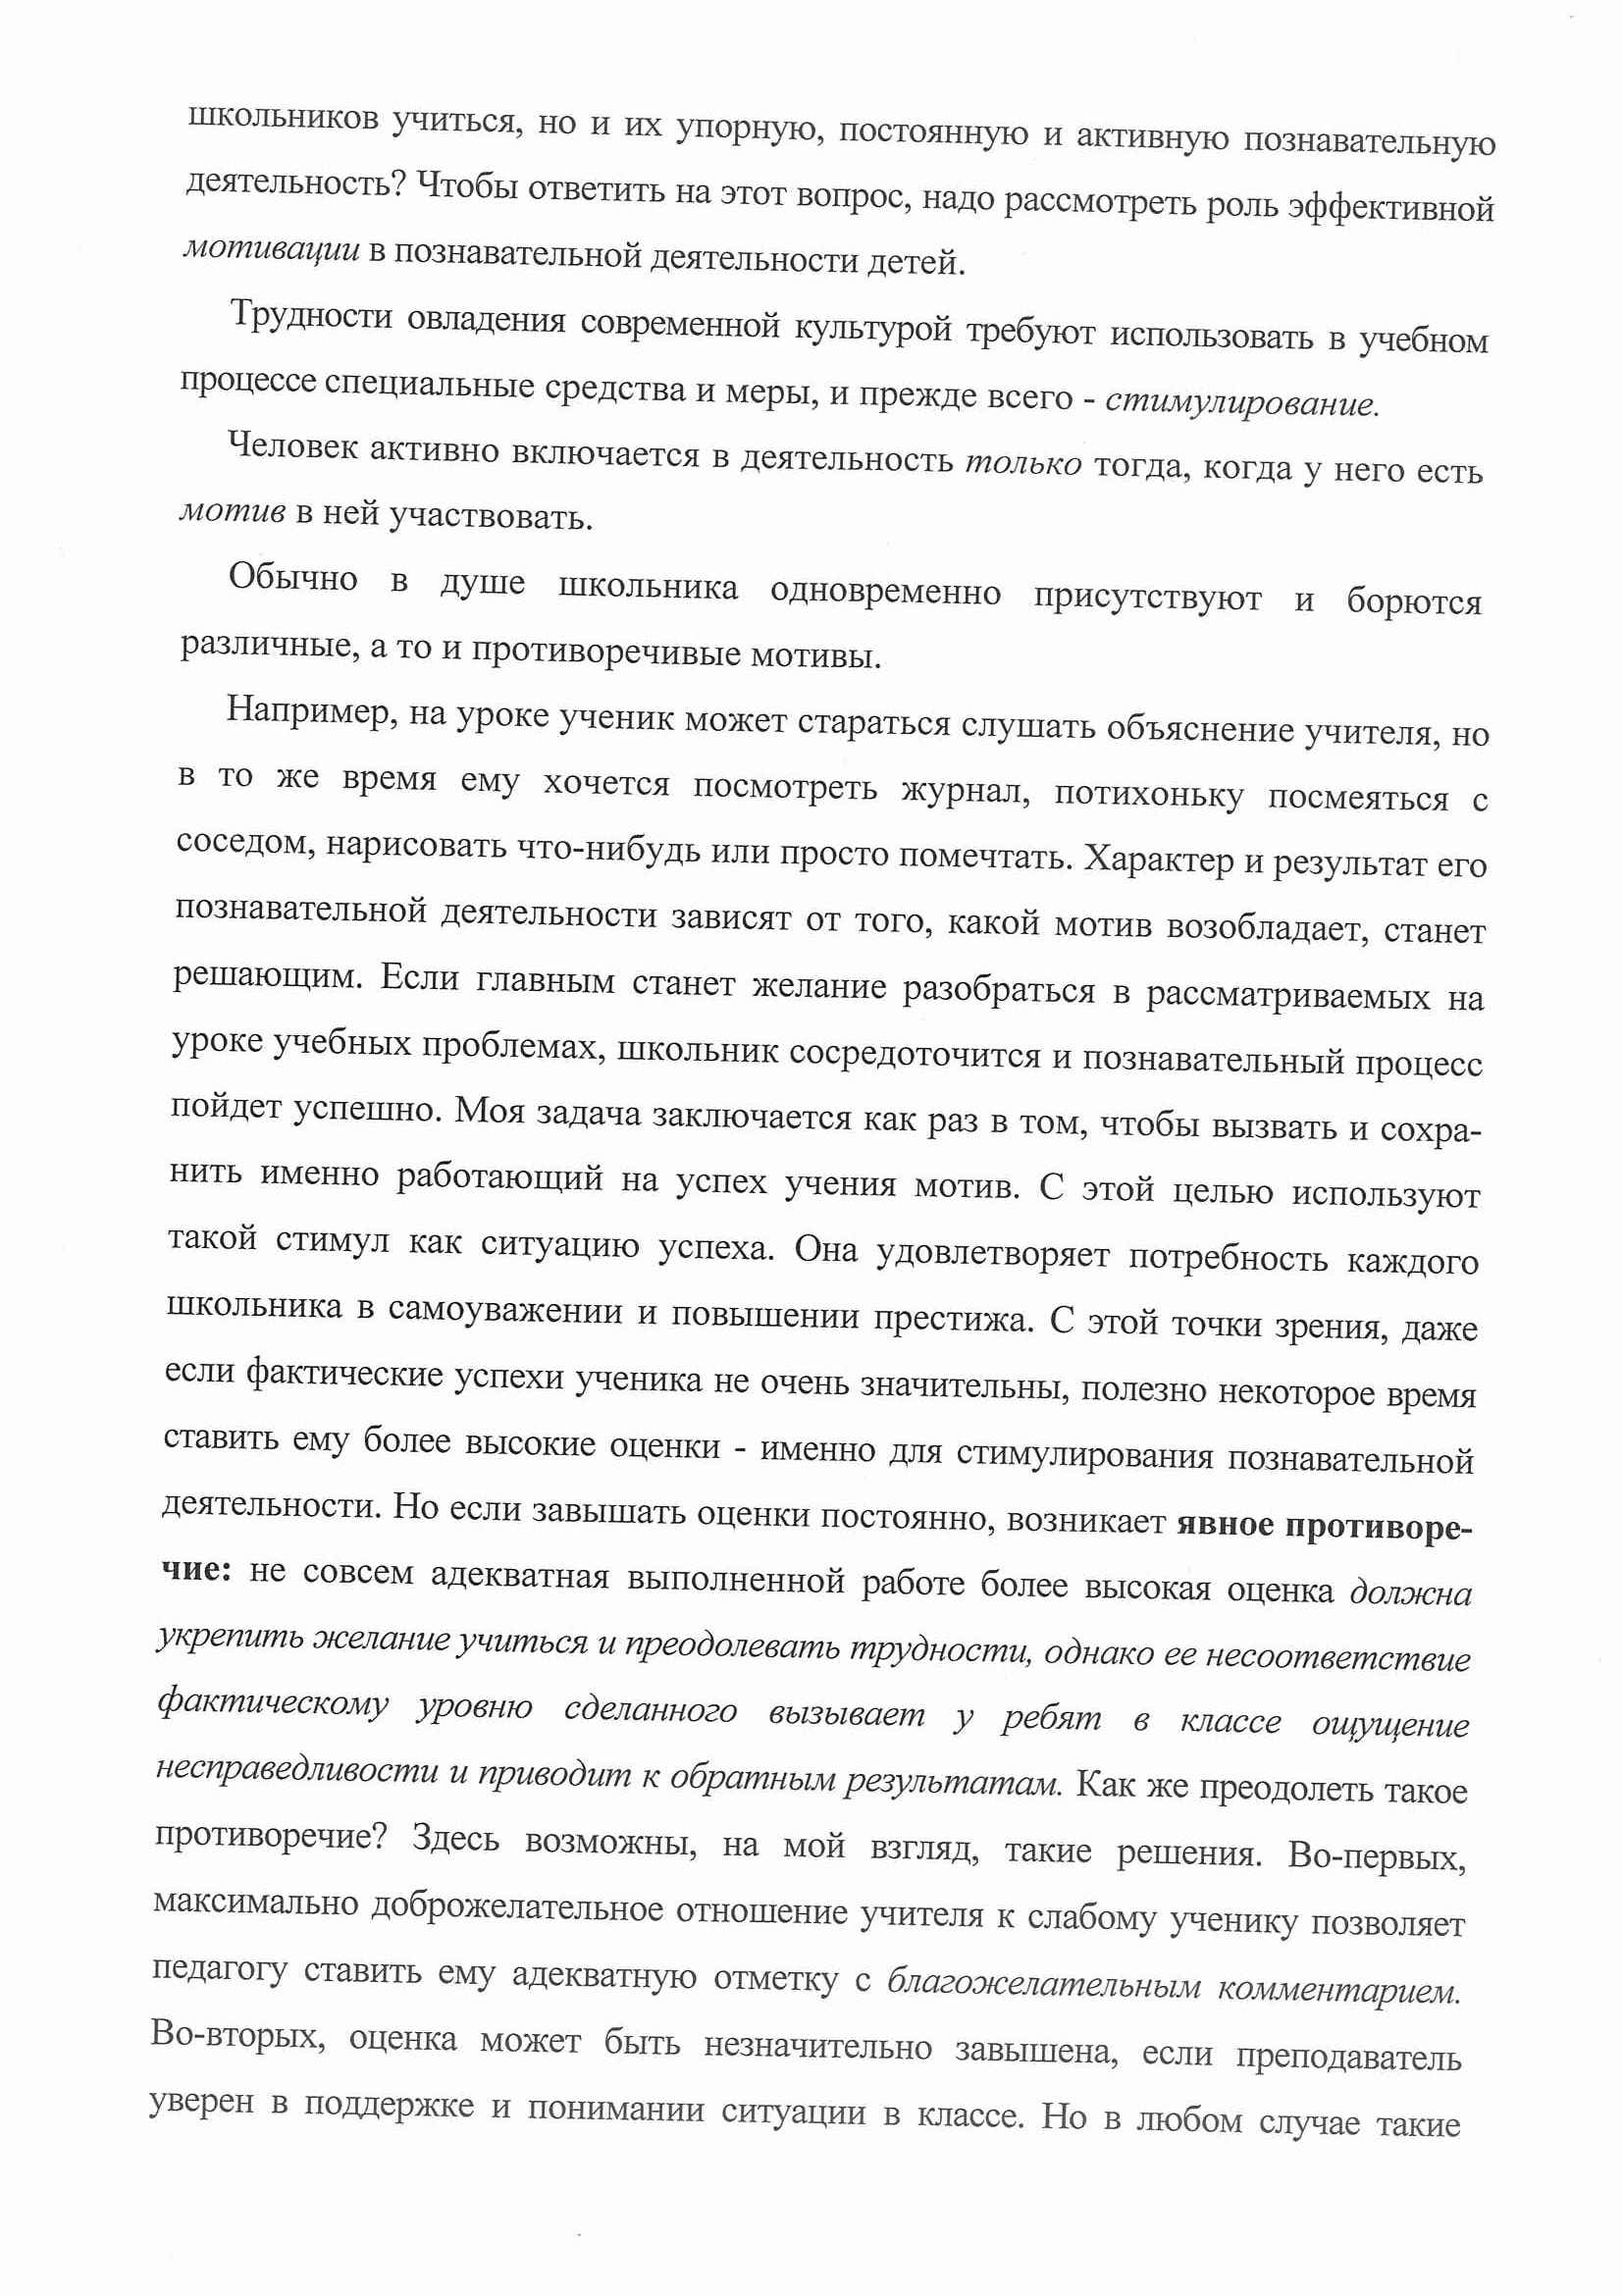 школьников учиться, но и их упорную, постоянную и активную познавательную
деятельность? Чтобы ответить на этот вопрос, надо рассмотреть роль эффективной
мотивации в познавательной деятельности детей.
Трудности овладения современной культурой требуют использовать в учебном
процессе специальные средства и меры, и прежде всего - стимулирование.
Человек активно включается в деятельность только тогда, когда у него есть
мотив в ней участвовать.
Обычно в душе школьника одновременно присутствуют и борются
различные, а то и противоречивые мотивы.
Например, на уроке ученик может стараться слушать объяснение учителя, но
в то же время ему хочется посмотреть журнал, потихоньку посмеяться с
соседом, нарисовать что-нибудь или просто помечтать. Характер и результат его
познавательной деятельности зависят от того, какой мотив возобладает, станет
решающим. Если главным станет желание разобраться в рассматриваемых на
уроке учебных проблемах, школьник сосредоточится и познавательный процесс
пойдет успешно. Моя задача заключается как раз в том, чтобы вызвать и сохра-
нить именно работающий на успех учения мотив. С этой целью используют
такой стимул как ситуацию успеха. Она удовлетворяет потребность каждого
школьника в самоуважении и повышении престижа. С этой точки зрения, даже
если фактические успехи ученика не очень значительны, полезно некоторое время
ставить ему более высокие оценки - именно для стимулирования познавательной
деятельности. Но если завышать оценки постоянно, возникает явное противоре-
чие: не совсем адекватная выполненной работе более высокая оценка должна
укрепить желание учиться и преодолевать трудности, однако ее несоответствие
фактическому уровню сделанного вызывает у ребят в классе ощущение
несправедливости и приводит к обратным результатам. Как же преодолеть такое
противоречие? Здесь возможны, на мой взгляд, такие решения. Во-первых,
максимально доброжелательное отношение учителя к слабому ученику позволяет
педагогу ставить ему адекватную отметку с благожелательным комментарием.
Во-вторых, оценка может быть незначительно завышена, если преподаватель
уверен в поддержке и понимании ситуации в классе. Но в любом случае такие